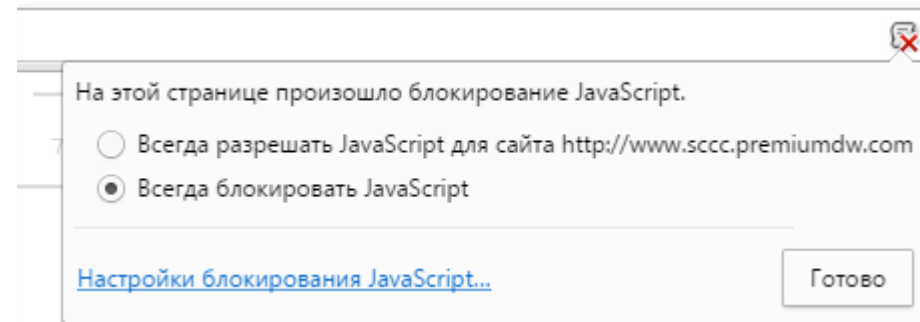 На этой странице произошло блокирование JavaScript.
Всегда разрешать JavaScript для сайта http://www.sccc.premiumdw.com
Всегда блокировать JavaScript
Настройки блокирования JavaScript...
Готово